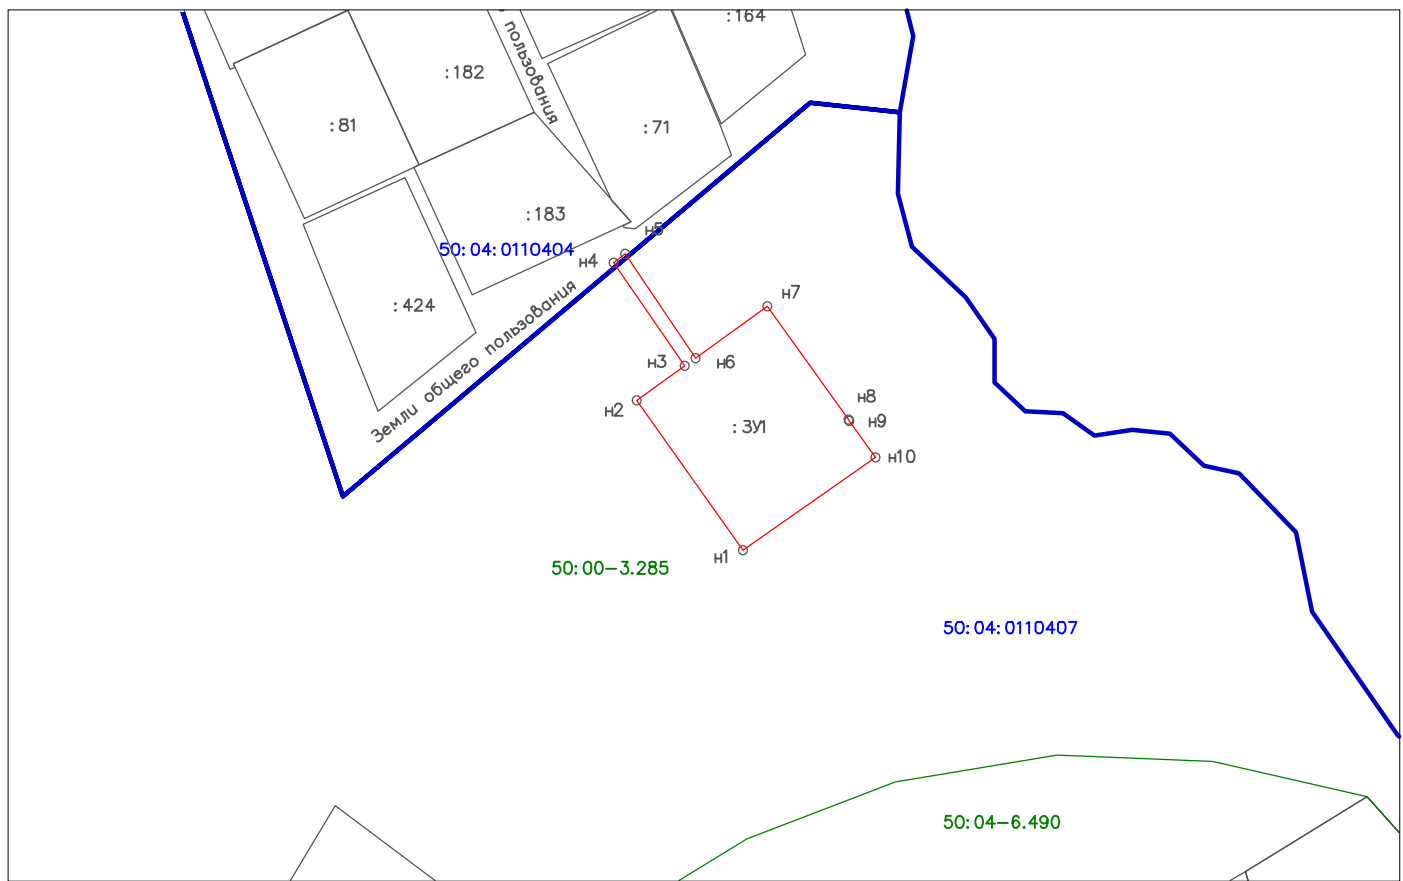 :164
пользования
:182
:81
:71
:183
н5
50:04:0110404
н4
н7
:424
Земли общего пользования
н3
н6
н8
н2
н9
:ЗУ1
н10
н1
50:00-3.285
50:04:0110407
50:04-6.490